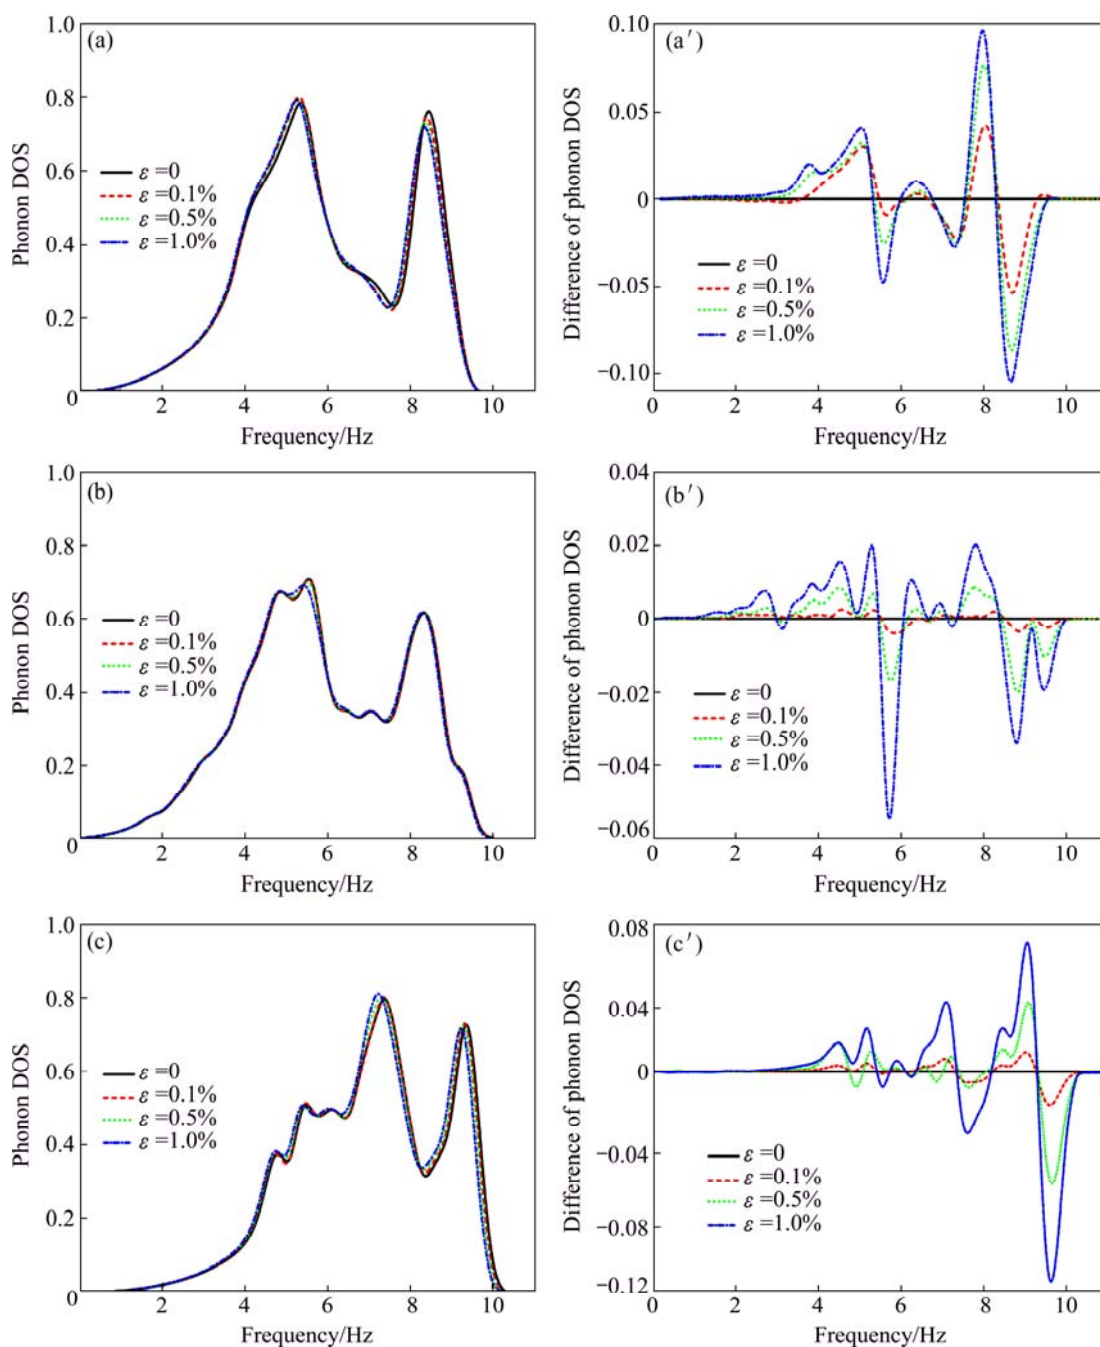 (a)
1.0
0.8
0.6
0.4
0.2
0
Phonon DOS
ε=0
ε=0.1%
ε=0.5%
ε=1.0%
2 4 6 8 10
Frequency/Hz
(a′)
0.10
0.05
0
−0.05
−0.10
Difference of phonon DOS
ε=0
ε=0.1%
ε=0.5%
ε=1.0%
0 2 4 6 8 10
Frequency/Hz
(b)
1.0
0.8
0.6
0.4
0.2
0
Phonon DOS
ε=0
ε=0.1%
ε=0.5%
ε=1.0%
2 4 6 8 10
Frequency/Hz
(b′)
0.04
0.02
0
−0.02
−0.04
−0.06
Difference of phonon DOS
ε=0
ε=0.1%
ε=0.5%
ε=1.0%
0 2 4 6 8 10
Frequency/Hz
(c)
1.0
0.8
0.6
0.4
0.2
0
Phonon DOS
ε=0
ε=0.1%
ε=0.5%
ε=1.0%
2 4 6 8 10
Frequency/Hz
(c′)
0.08
0.04
0
−0.04
−0.08
−0.12
Difference of phonon DOS
ε=0
ε=0.1%
ε=0.5%
ε=1.0%
0 2 4 6 8 10
Frequency/Hz